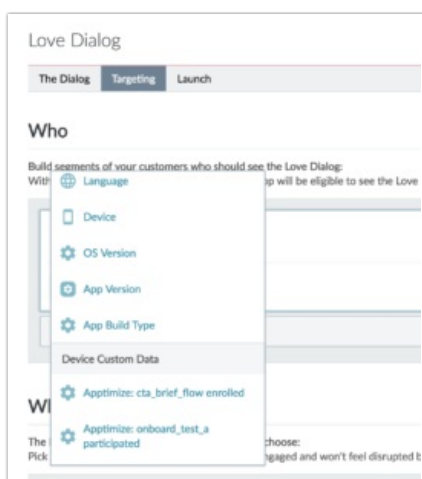 Love Dialog
The Dialog Targeting Launch
Who
Build segments of your customers who should see the Love Dialog:
With
pp will be eligible to see the Love
Language
Device
OS Version
App Version
App Build Type
Device Custom Data
Apptimize: cta_brief_flow enrolled
Apptimize: onboard_test_a
participated
Wh
The
choose:
Pick
ngaged and won't feel disrupted b